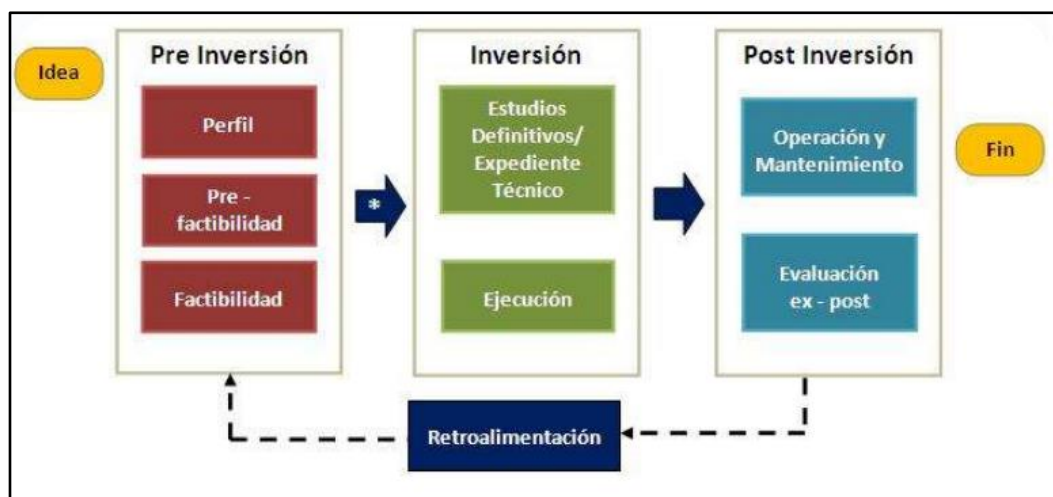 Idea
Pre Inversión
Perfil
Pre -
factibilidad
Factibilidad
*
Inversión
Estudios
Definitivos/
Expediente
Técnico
Ejecución
Post Inversión
Operación y
Mantenimiento
Evaluación
ex - post
Fin
Retroalimentación